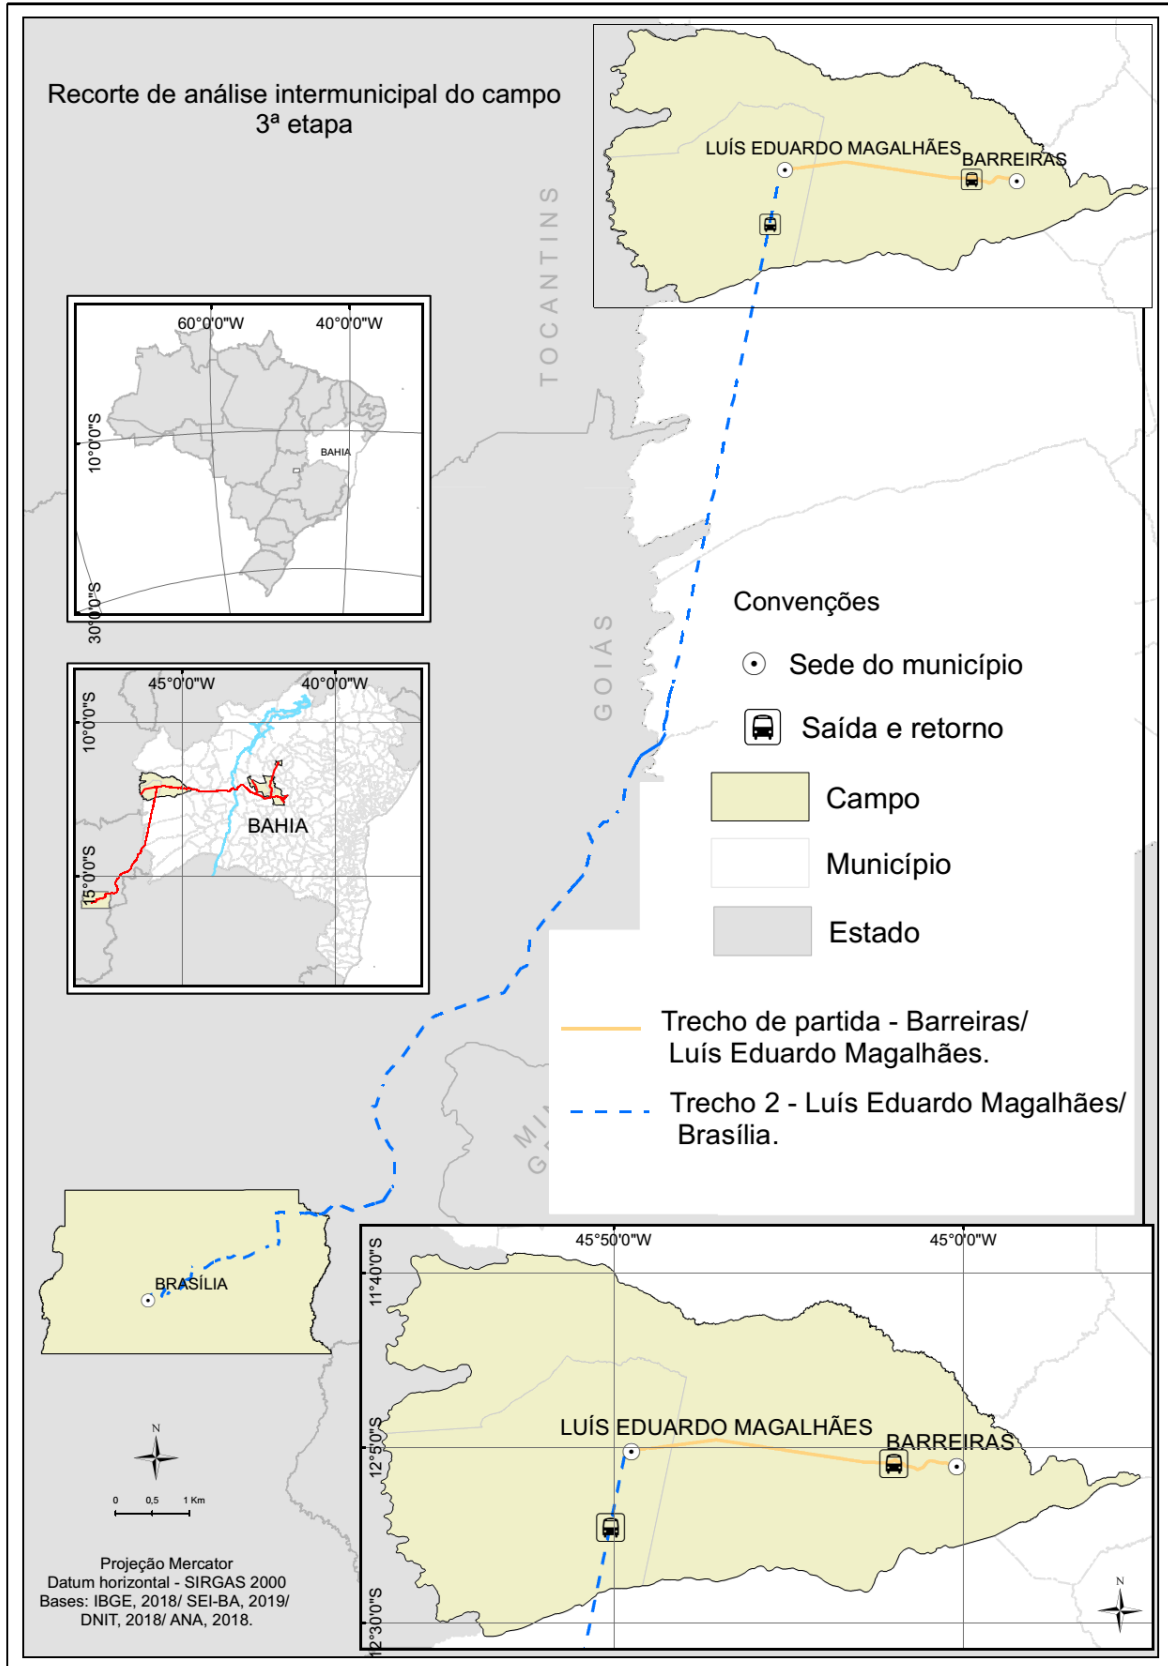 Recorte de análise intermunicipal do campo
3ª etapa
LUÍS EDUARDO MAGALHÃES
BARREIRAS
TOCANTINS
60°0'0"W
40°0'0"W
10°0'0"S
BAHIA
30°0'0"S
GOIÁS
Convenções
Sede do município
Saída e retorno
Campo
Município
Estado
45°0'0"W
40°0'0"W
10°0'0"S
BAHIA
15°0'0"S
Trecho de partida - Barreiras/
Luís Eduardo Magalhães.
Trecho 2 - Luís Eduardo Magalhães/
Brasília.
MIN
G
BRASÍLIA
45°50'0"W
45°0'0"W
11°40'0"S
LUÍS EDUARDO MAGALHÃES
BARREIRAS
12°5'0"S
12°30'0"S
N
N
0 0,5 1 Km
Projeção Mercator
Datum horizontal - SIRGAS 2000
Bases: IBGE, 2018/ SEI-BA, 2019/
DNIT, 2018/ ANA, 2018.